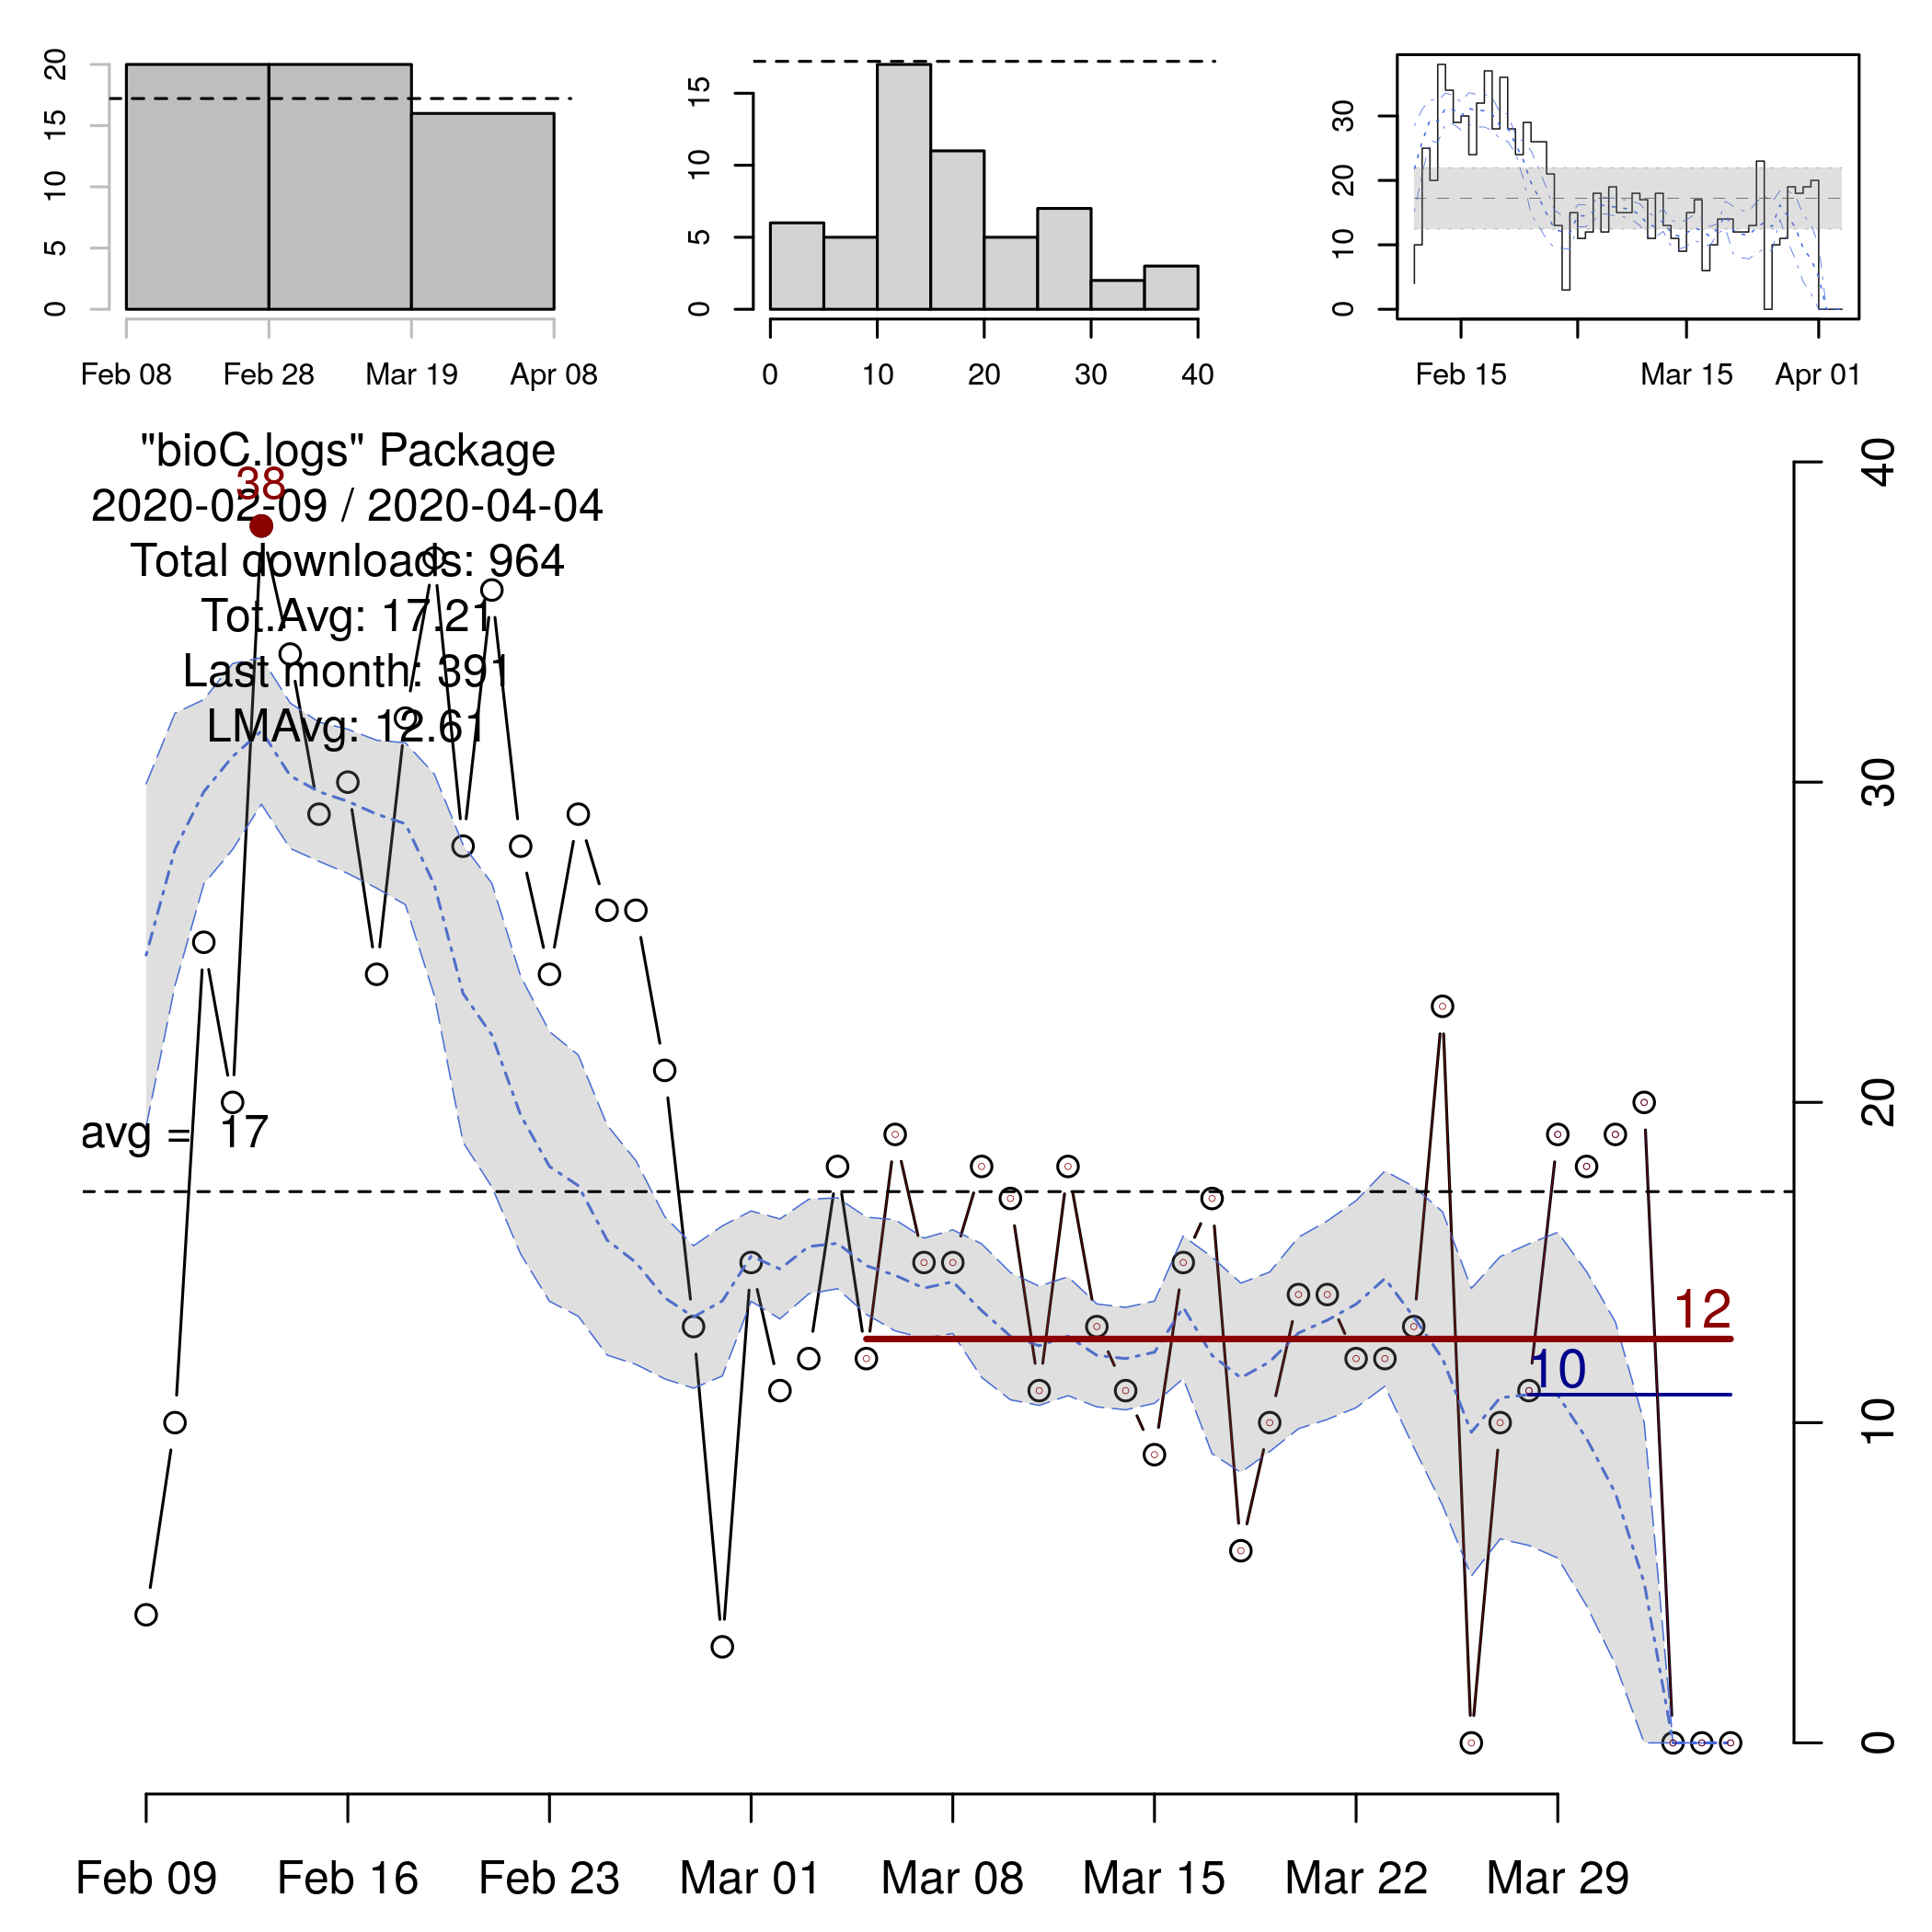 20
15
10
5
0
Feb 08 Feb 28 Mar 19 Apr 08
15
10
5
0
0 10 20 30 40
30
20
10
0
Feb 15 Mar 15 Apr 01
"bioC.logs" Package
38
2020-02-09 / 2020-04-04
Total downloads: 964
Tot.Avg: 17.21
Last month: 391
LMAvg: 12.61
avg = 17
12
10
40
30
20
10
0
Feb 09 Feb 16 Feb 23 Mar 01 Mar 08 Mar 15 Mar 22 Mar 29